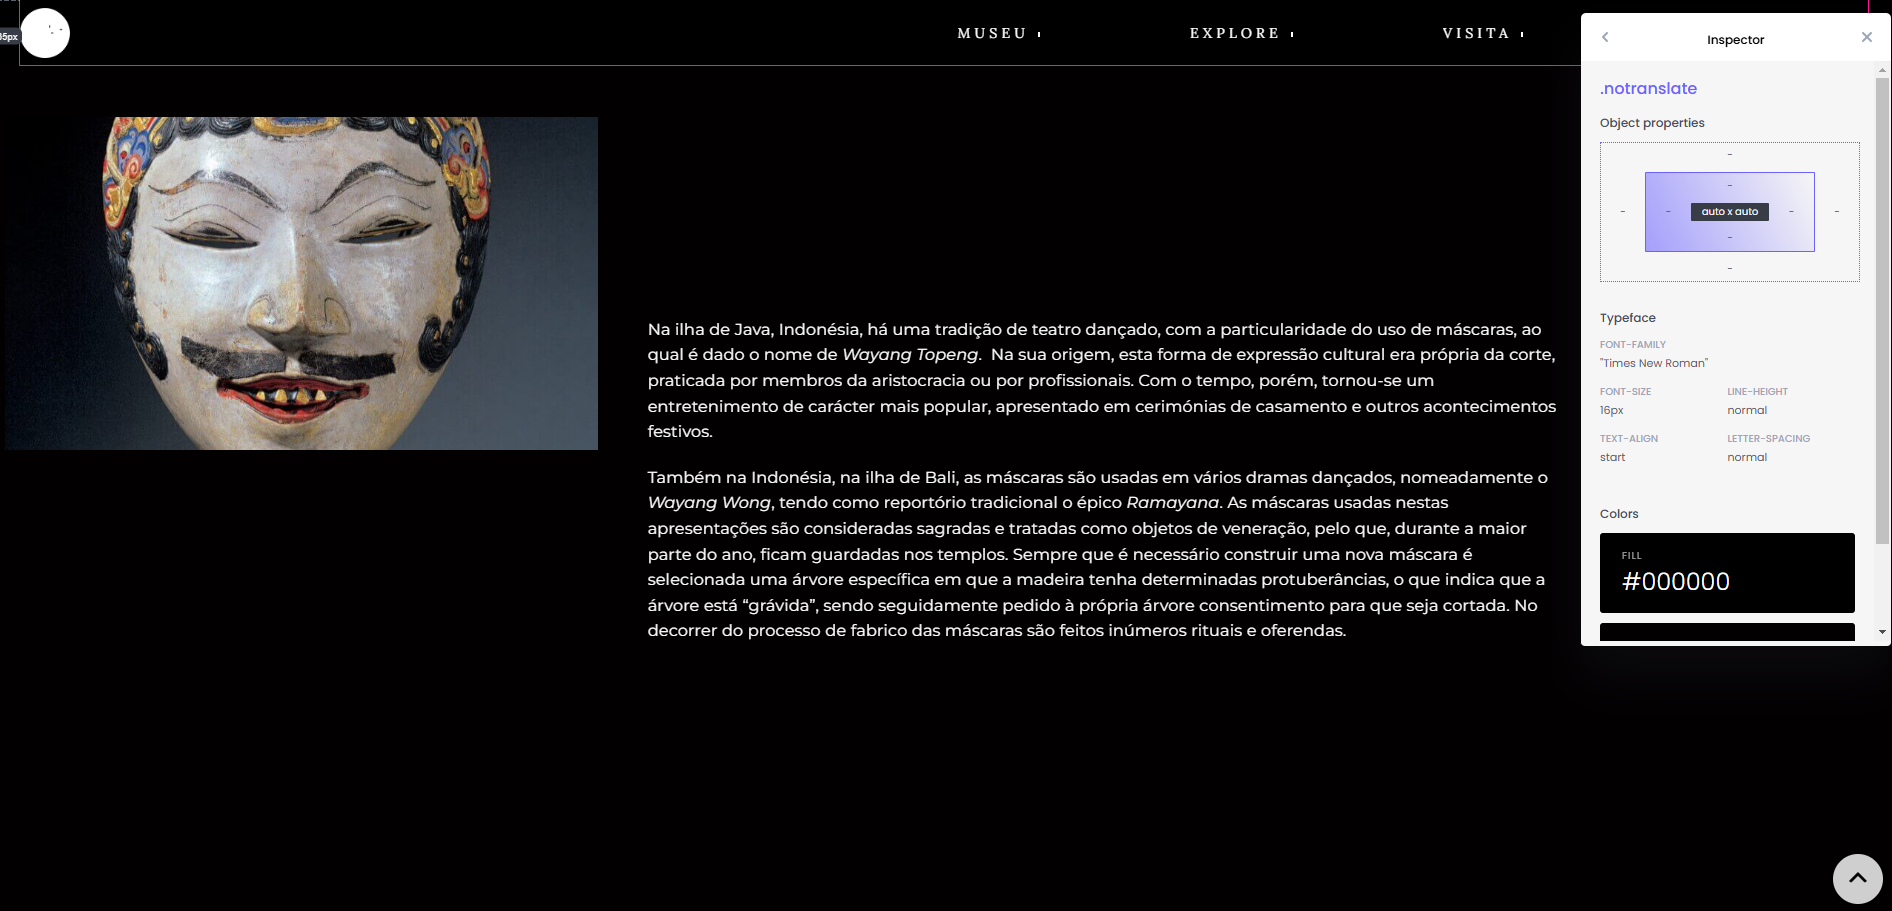 35px
MUSEU
EXPLORE
VISITA
Na ilha de Java, Indonésia, há uma tradição de teatro dançado, com a particularidade do uso de máscaras, ao
qual é dado o nome de Wayang Topeng.  Na sua origem, esta forma de expressão cultural era própria da corte,
praticada por membros da aristocracia ou por profissionais. Com o tempo, porém, tornou-se um
entretenimento de carácter mais popular, apresentado em cerimónias de casamento e outros acontecimentos
festivos.
Também na Indonésia, na ilha de Bali, as máscaras são usadas em vários dramas dançados, nomeadamente o
Wayang Wong, tendo como reportório tradicional o épico Ramayana. As máscaras usadas nestas
apresentações são consideradas sagradas e tratadas como objetos de veneração, pelo que, durante a maior
parte do ano, ficam guardadas nos templos. Sempre que é necessário construir uma nova máscara é
selecionada uma árvore específica em que a madeira tenha determinadas protuberâncias, o que indica que a
árvore está “grávida”, sendo seguidamente pedido à própria árvore consentimento para que seja cortada. No
decorrer do processo de fabrico das máscaras são feitos inúmeros rituais e oferendas.
Inspector
.notranslate
Object properties
-
-
- - auto x auto - -
-
-
Typeface
FONT-FAMILY
"Times New Roman"
FONT-SIZE LINE-HEIGHT
16px normal
TEXT-ALIGN LETTER-SPACING
start normal
Colors
FILL
#000000